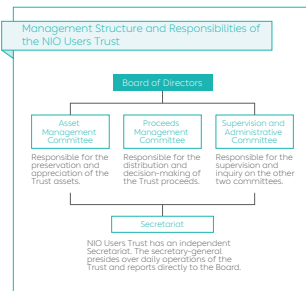 Management Structure and Responsibilities of
the NIO Users Trust
Board of Directors
Asset
Management
Committee
Proceeds
Management
Committee
Supervision and
Administrative
Committee
Responsible for the
preservation and
appreciation of the
Trust assets.
Responsible for the
distribution and
decision-making of
the Trust proceeds.
Responsible for the
supervision and
inquiry on the other
two committees.
Secretariat
NIO Users Trust has an independent
Secretariat. The secretary-general
presides over daily operations of the
Trust and reports directly to the Board.